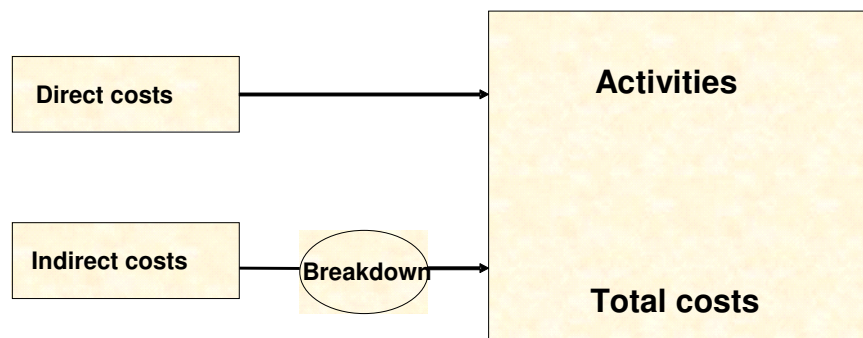 Direct costs
Activities
Indirect costs
Breakdown
Total costs